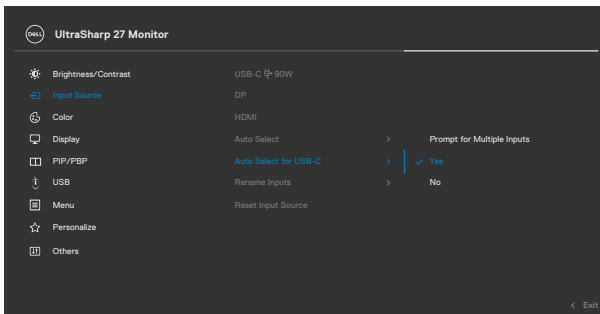 DELL UltraSharp 27 Monitor
Brightness/Contrast
Input Source
Color
Display
PIP/PBP
USB
Menu
Personalize
Others
USB-C 90W
DP
HDMI
Auto Select
Auto Select for USB-C
Rename Inputs
Reset Input Source
Prompt for Multiple Inputs
Yes
No
Exit